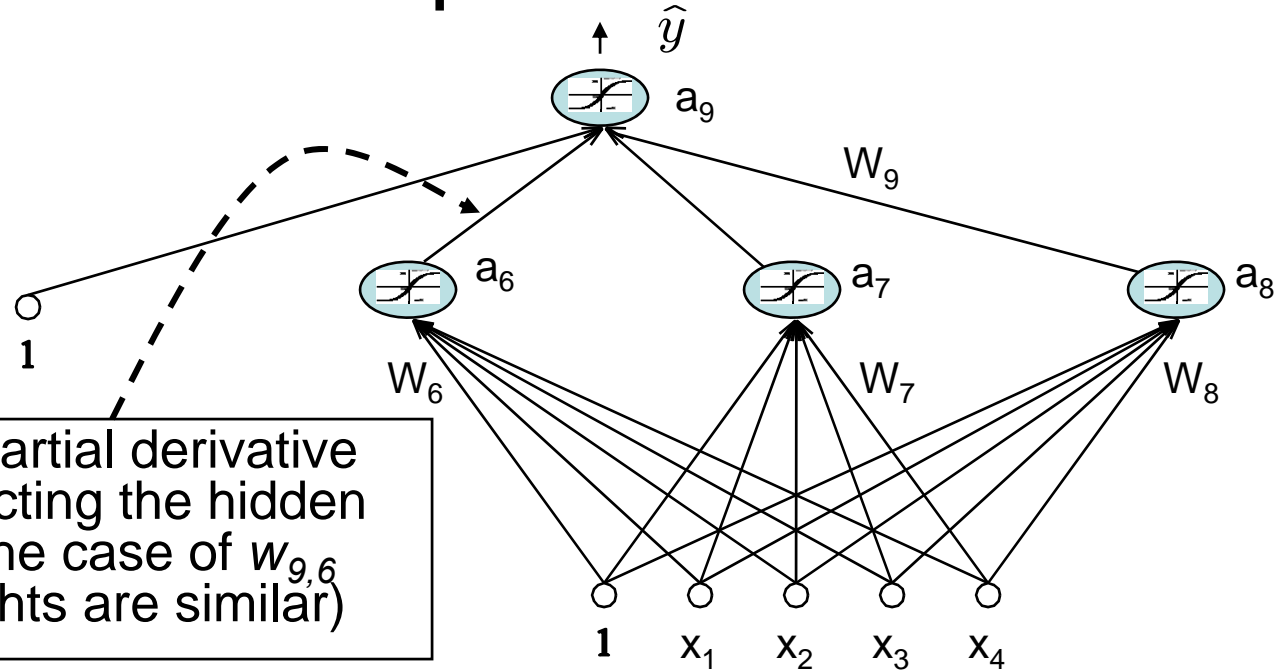 ŷ
a₉
W₉
a₆
a₇
a₈
1
W₆
W₇
W₈
artial derivative
cting the hidden
ne case of w₉,₆
hts are similar)
1 x₁ x₂ x₃ x₄